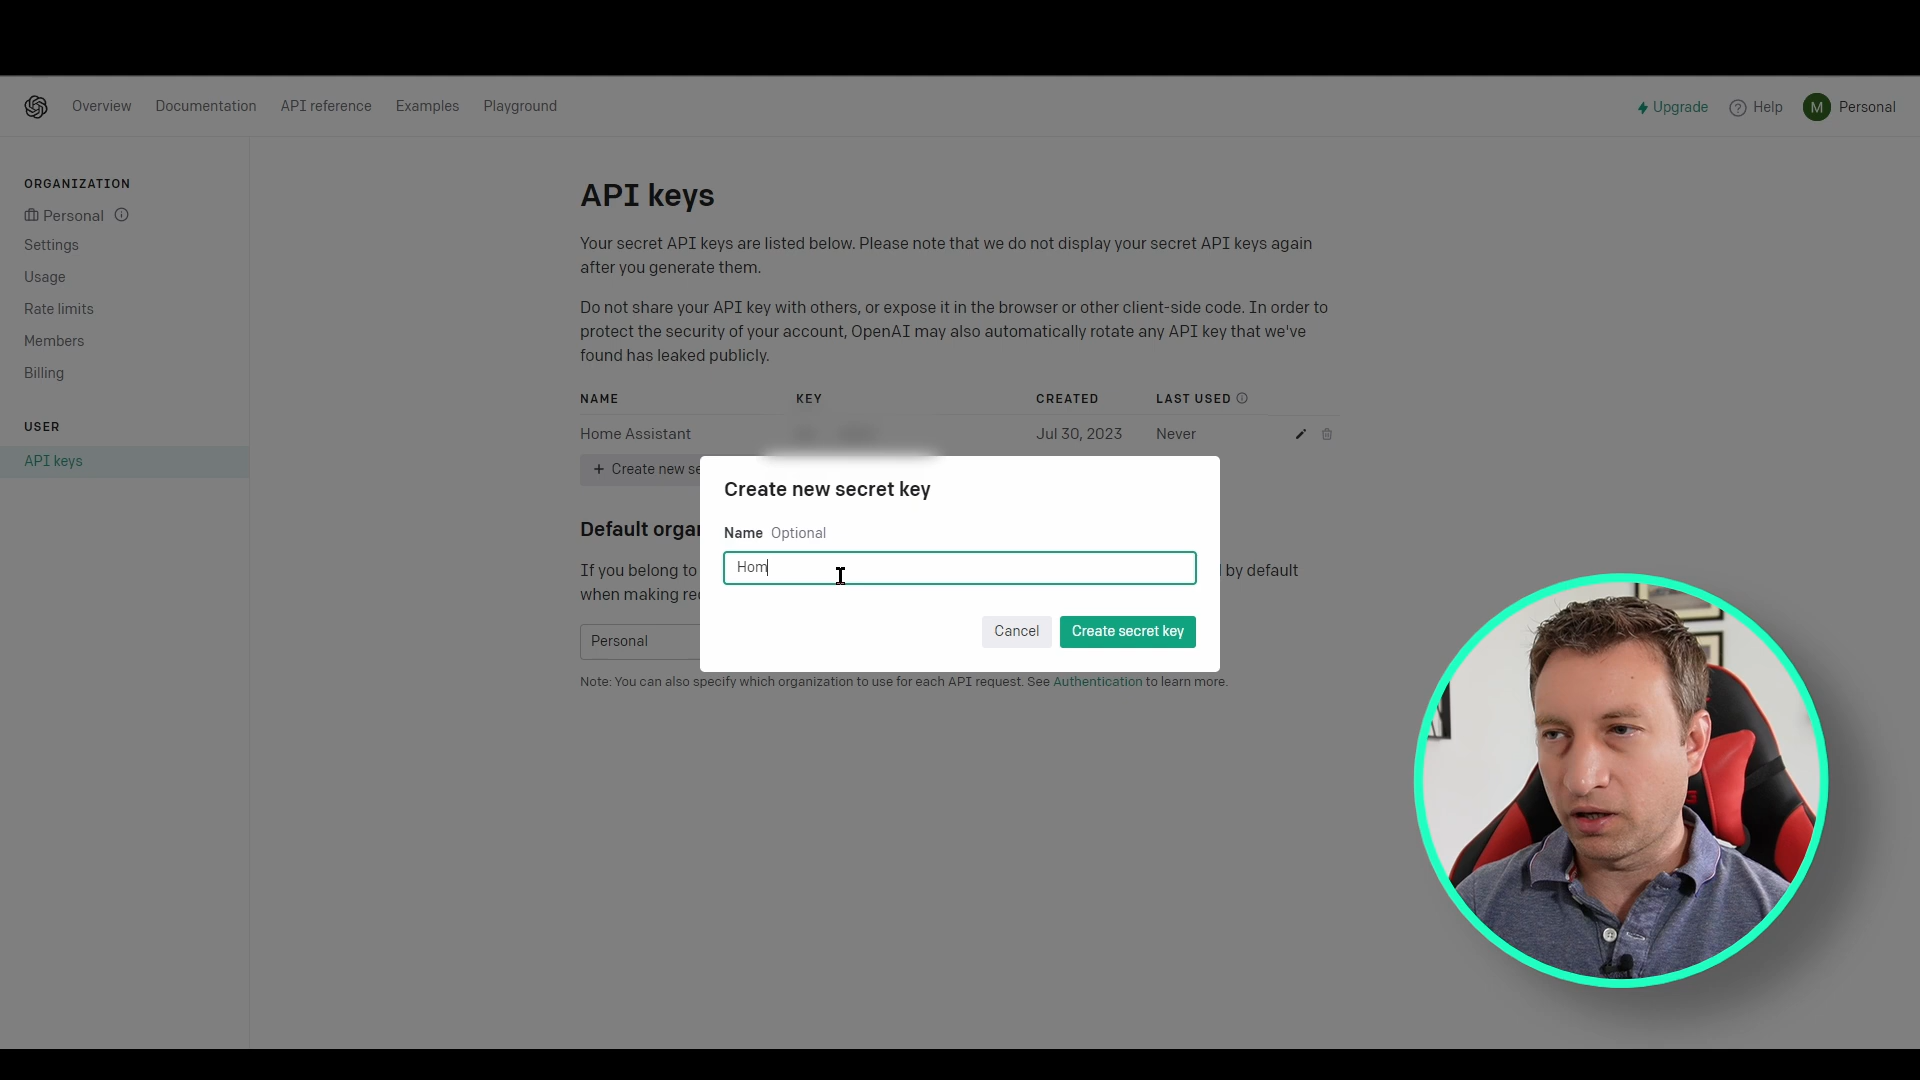 Overview Documentation API reference Examples Playground
Upgrade Help M Personal
ORGANIZATION
Personal
Settings
Usage
Rate limits
Members
Billing
USER
API keys
API keys
Your secret API keys are listed below. Please note that we do not display your secret API keys again
after you generate them.
Do not share your API key with others, or expose it in the browser or other client-side code. In order to
protect the security of your account, OpenAI may also automatically rotate any API key that we've
found has leaked publicly.
NAME KEY CREATED LAST USED
Home Assistant Jul 30, 2023 Never
+ Create new se
Create new secret key
Name Optional
Hom
Cancel Create secret key
Default organ
If you belong to by default
when making re
Personal
Note: You can also specify which organization to use for each API request. See Authentication to learn more.